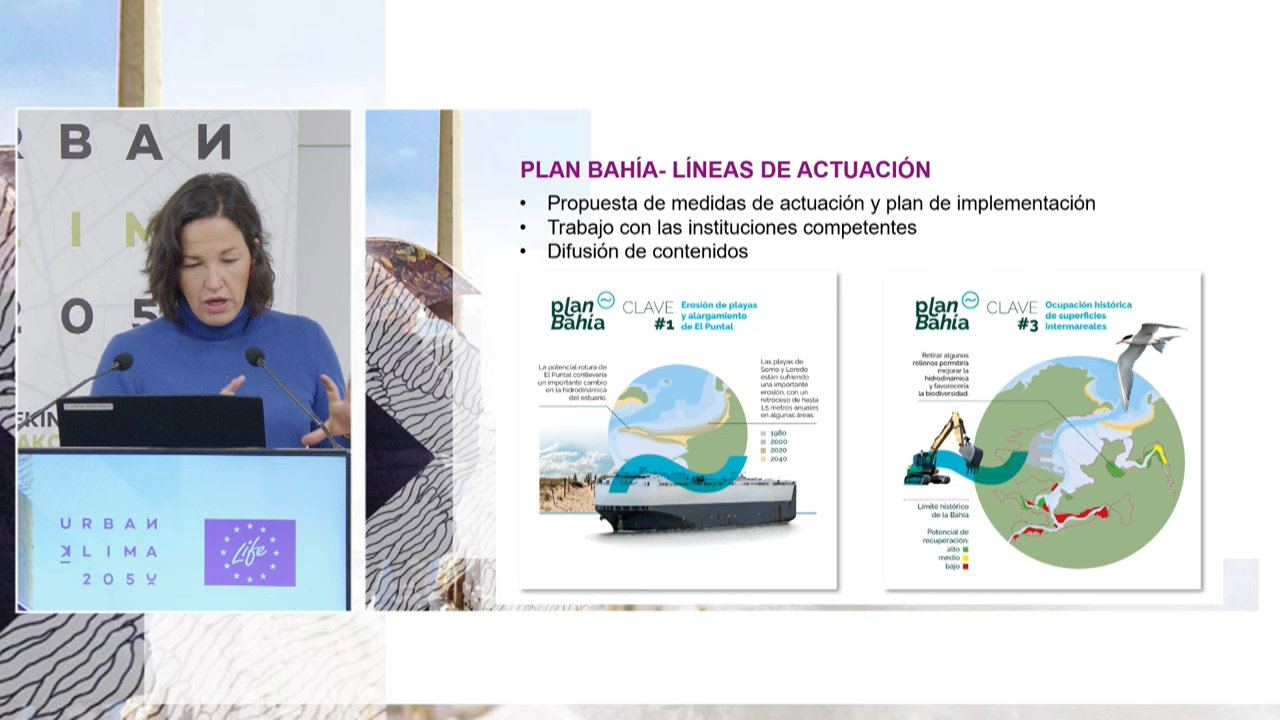 URBAN
LIM
205
EKIN
AKO
URBAN
KLIMA
2050
Life
PLAN BAHÍA- LÍNEAS DE ACTUACIÓN
• Propuesta de medidas de actuación y plan de implementación
• Trabajo con las instituciones competentes
• Difusión de contenidos
plan
Bahía
CLAVE
#1
Erosión de playas
y alargamiento
de El Puntal
La potencial rotura de
El Puntal conllevaría
un importante cambio
en la hidrodinámica
del estuario.
Las playas de
Somo y Loredo
están sufriendo
una importante
erosión, con un
retroceso de hasta
1,5 metros anuales
en algunas áreas.
1980
2000
2020
2040
plan
Bahía
CLAVE
#3
Ocupación histórica
de superficies
intermareales
Retirar algunos
rellenos permitiría
mejorar la
hidrodinámica
y favorecería
la biodiversidad.
Límite histórico
de la Bahía
Potencial de
recuperación:
alto
medio
bajo